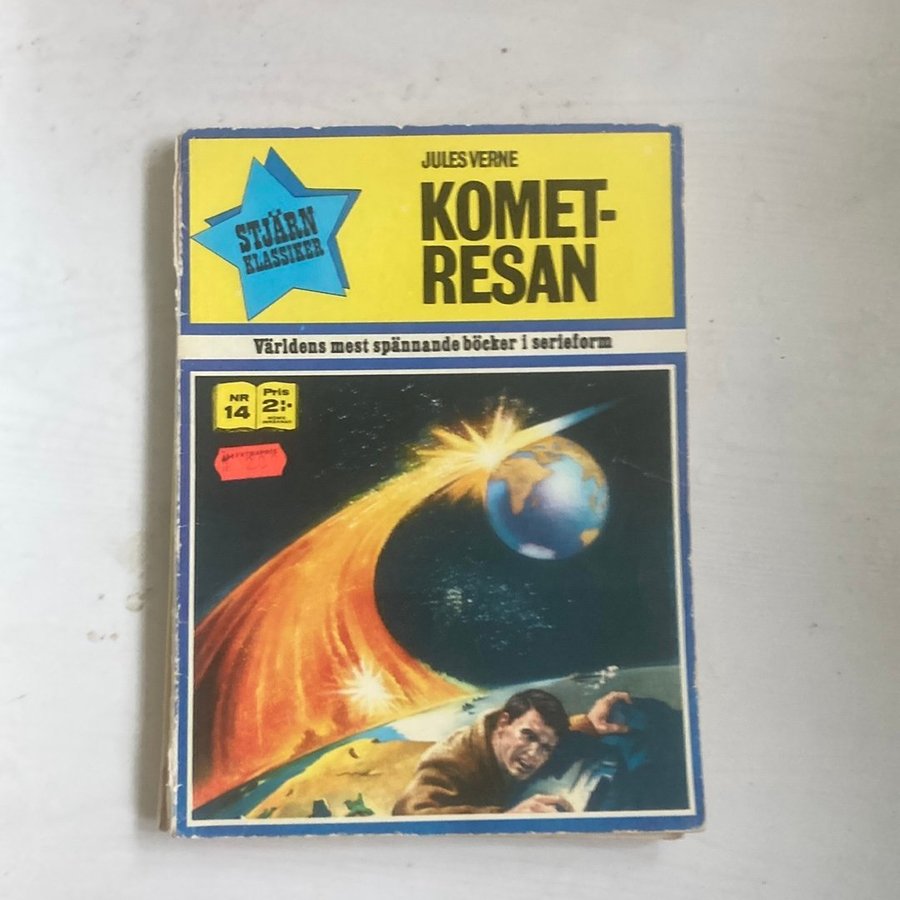 JULES VERNE
KOMET-
RESAN
STJÄRN
KLASSIKER
Världens mest spännande böcker i serieform
NR
14
Pris
2:-